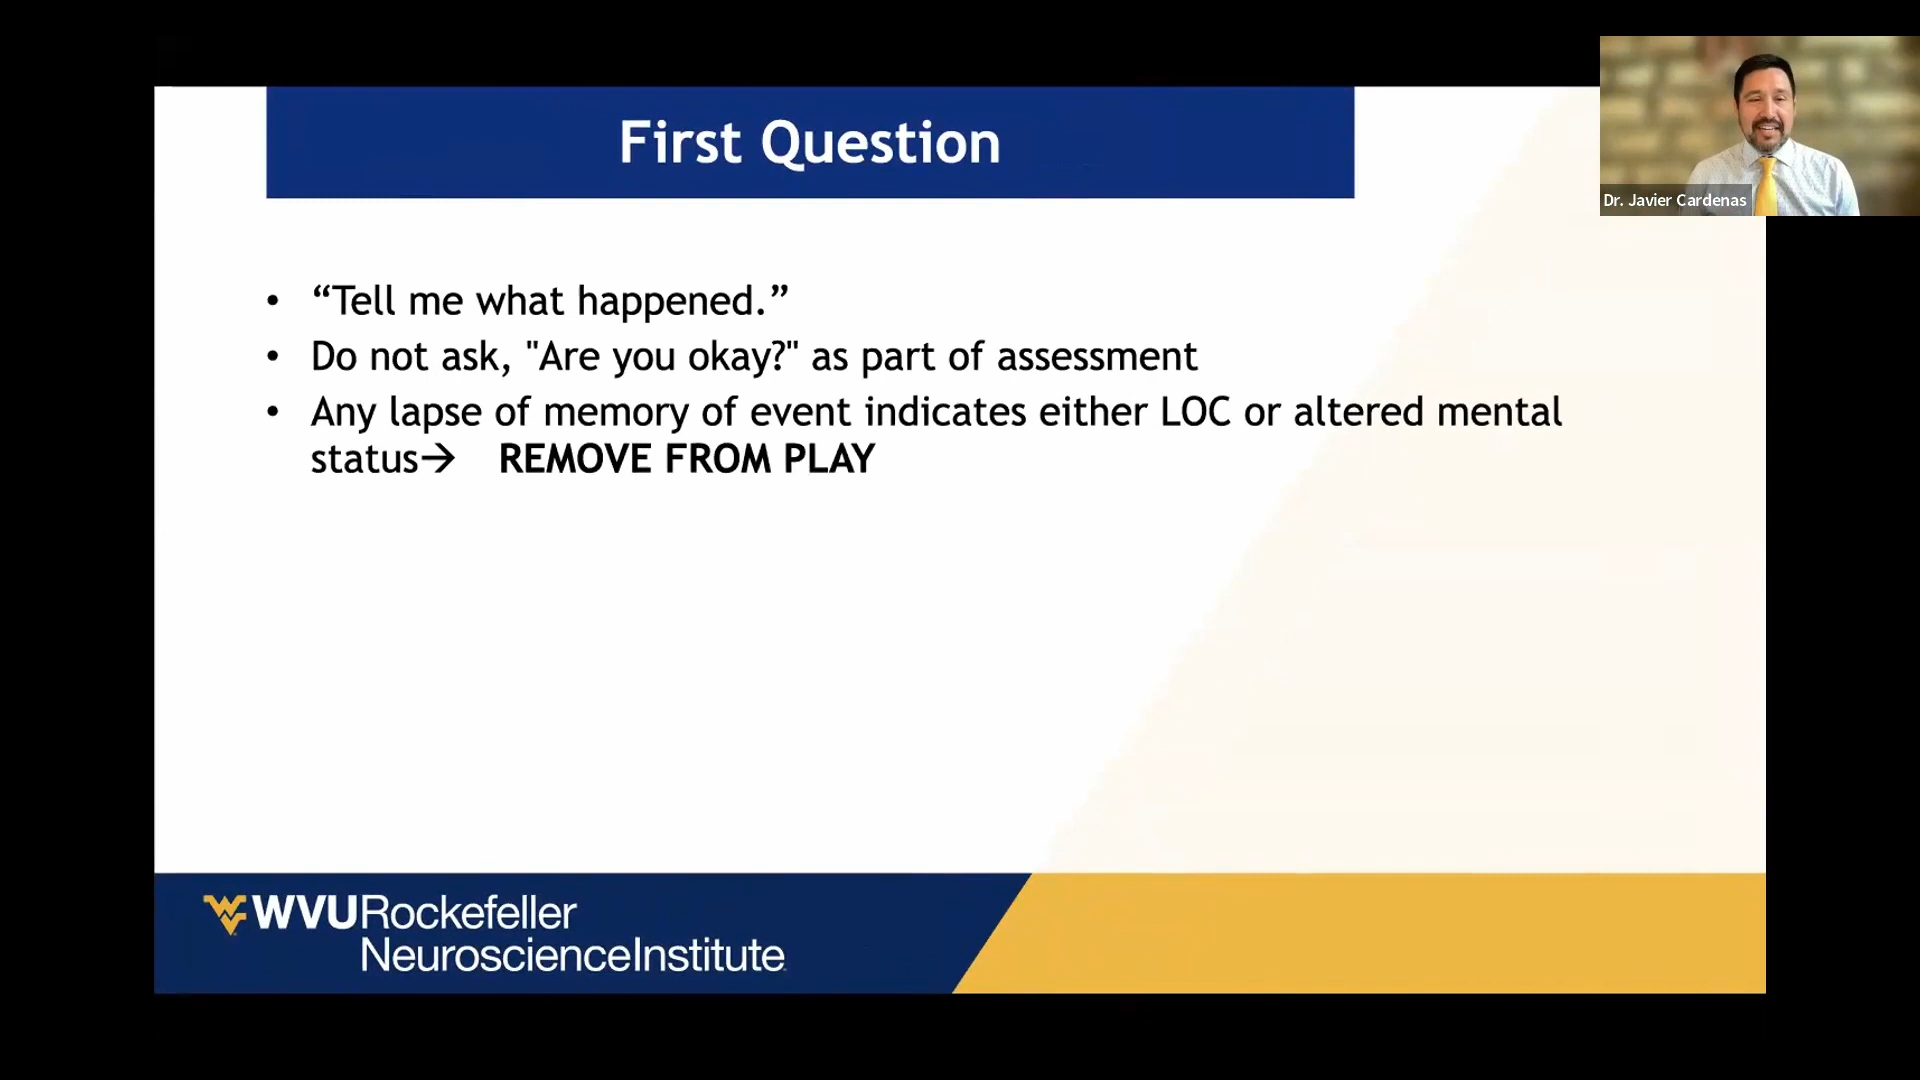 First Question
Dr. Javier Cardenas
• “Tell me what happened.”
• Do not ask, "Are you okay?" as part of assessment
• Any lapse of memory of event indicates either LOC or altered mental
status→ REMOVE FROM PLAY
WVURockefeller
NeuroscienceInstitute